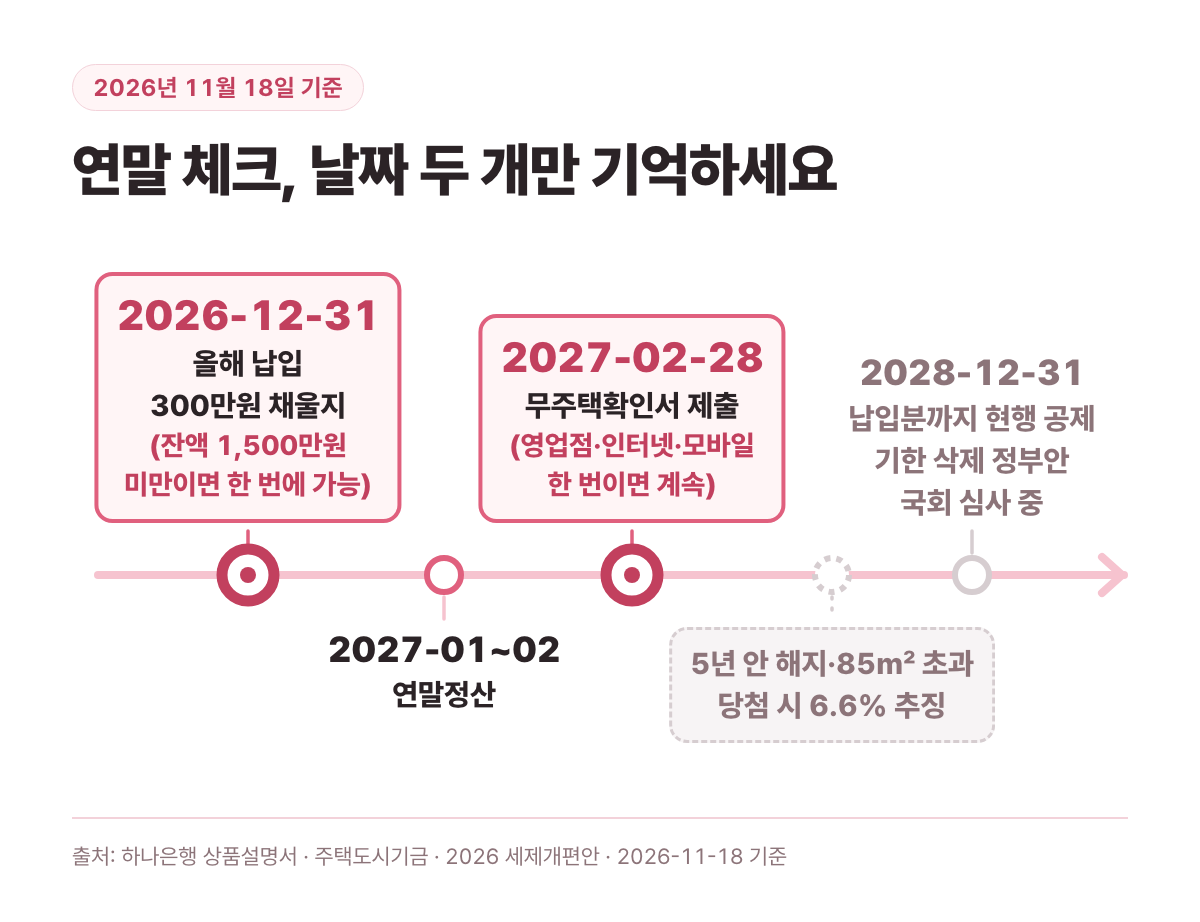 2026년 11월 18일 기준
연말 체크, 날짜 두 개만 기억하세요
2026-12-31
올해 납입
300만원 채울지
(잔액 1,500만원
미만이면 한 번에 가능)
2027-02-28
무주택확인서 제출
(영업점·인터넷·모바일
한 번이면 계속)
2028-12-31
납입분까지 현행 공제
기한 삭제 정부안
국회 심사 중
2027-01~02
연말정산
5년 안 해지·85m² 초과
당첨 시 6.6% 추징
출처: 하나은행 상품설명서 · 주택도시기금 · 2026 세제개편안 · 2026-11-18 기준